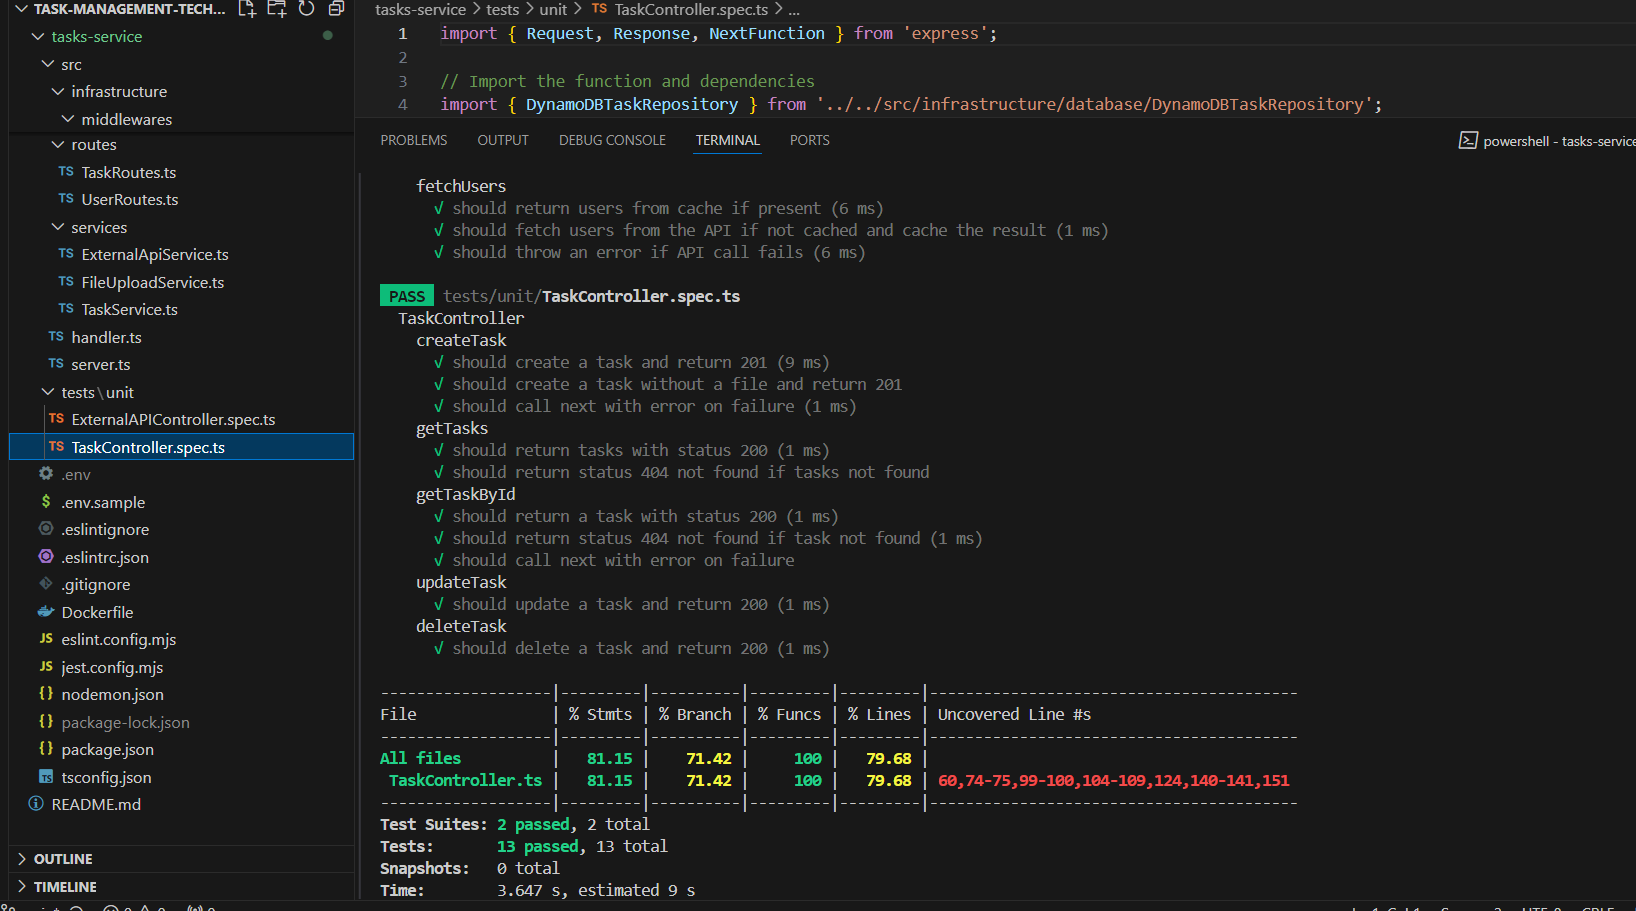 TASK-MANAGEMENT-TECH...
tasks-service
src
infrastructure
middlewares
routes
TS TaskRoutes.ts
TS UserRoutes.ts
services
TS ExternalApiService.ts
TS FileUploadService.ts
TS TaskService.ts
TS handler.ts
TS server.ts
tests\unit
TS ExternalAPIController.spec.ts
TS TaskController.spec.ts
.env
$ .env.sample
.eslintignore
.eslintrc.json
.gitignore
Dockerfile
JS eslint.config.mjs
JS jest.config.mjs
{} nodemon.json
{} package-lock.json
{} package.json
TS tsconfig.json
README.md
OUTLINE
TIMELINE
tasks-service > tests > unit > TS TaskController.spec.ts > ...
1 import { Request, Response, NextFunction } from 'express';
2
3 // Import the function and dependencies
4 import { DynamoDBTaskRepository } from '../../src/infrastructure/database/DynamoDBTaskRepository';
PROBLEMS OUTPUT DEBUG CONSOLE TERMINAL PORTS
powershell - tasks-service
fetchUsers
√ should return users from cache if present (6 ms)
√ should fetch users from the API if not cached and cache the result (1 ms)
√ should throw an error if API call fails (6 ms)
PASS tests/unit/TaskController.spec.ts
TaskController
createTask
√ should create a task and return 201 (9 ms)
√ should create a task without a file and return 201
√ should call next with error on failure (1 ms)
getTasks
√ should return tasks with status 200 (1 ms)
√ should return status 404 not found if tasks not found
getTaskById
√ should return a task with status 200 (1 ms)
√ should return status 404 not found if task not found (1 ms)
√ should call next with error on failure
updateTask
√ should update a task and return 200 (1 ms)
deleteTask
√ should delete a task and return 200 (1 ms)
-------------------|---------|----------|---------|---------|-----------------------------------------
File | % Stmts | % Branch | % Funcs | % Lines | Uncovered Line #s
-------------------|---------|----------|---------|---------|-----------------------------------------
All files | 81.15 | 71.42 | 100 | 79.68 |
TaskController.ts | 81.15 | 71.42 | 100 | 79.68 | 60,74-75,99-100,104-109,124,140-141,151
-------------------|---------|----------|---------|---------|-----------------------------------------
Test Suites: 2 passed, 2 total
Tests: 13 passed, 13 total
Snapshots: 0 total
Time: 3.647 s, estimated 9 s